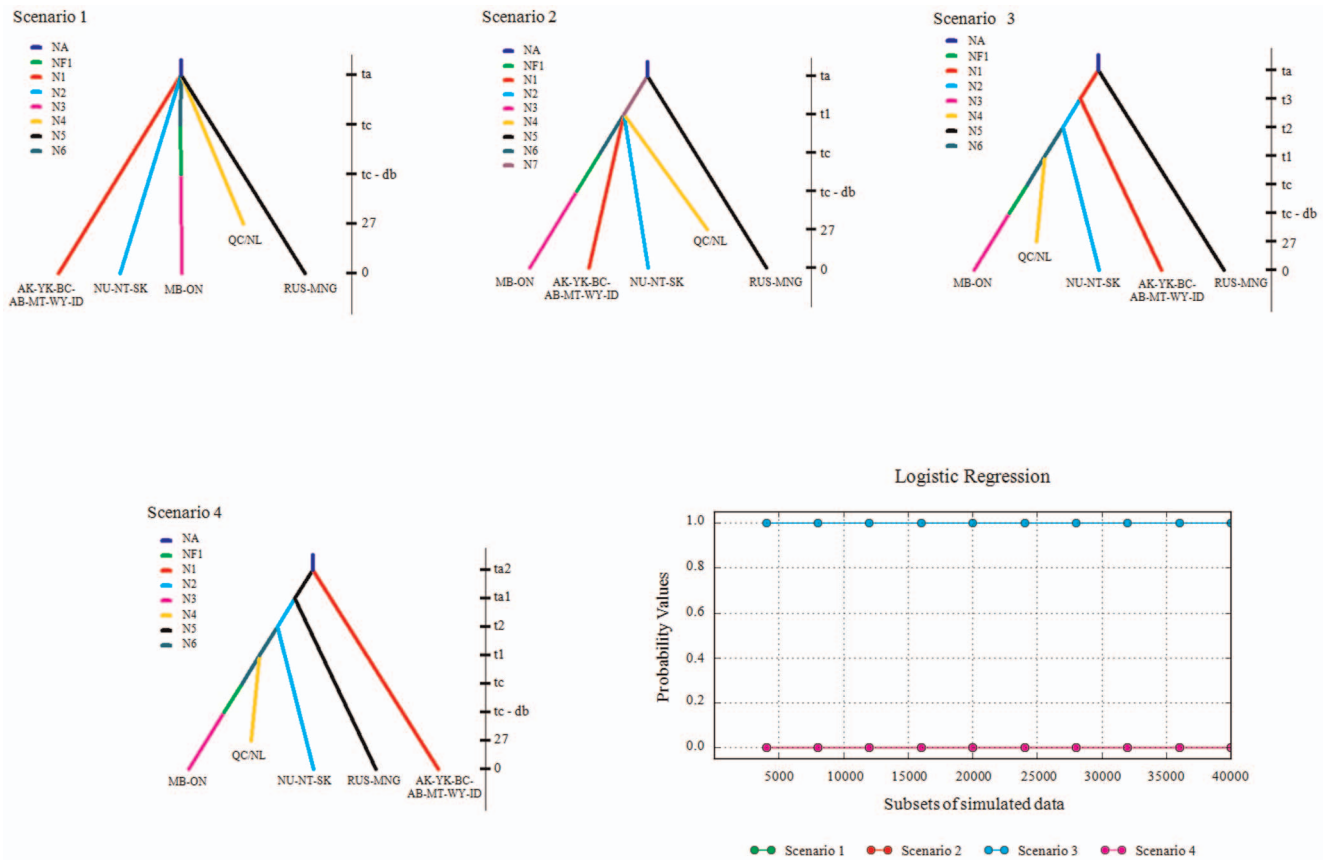 Scenario 1
NA
NF1
N1
N2
N3
N4
N5
N6
ta
tc
tc - db
27
0
QC/NL
AK-YK-BC-
AB-MT-WY-ID
NU-NT-SK
MB-ON
RUS-MNG
Scenario 2
NA
NF1
N1
N2
N3
N4
N5
N6
N7
ta
t1
tc
tc - db
27
0
QC/NL
MB-ON
AK-YK-BC-
AB-MT-WY-ID
NU-NT-SK
RUS-MNG
Scenario 3
NA
NF1
N1
N2
N3
N4
N5
N6
ta
t3
t2
t1
tc
tc - db
27
0
QC/NL
MB-ON
NU-NT-SK
AK-YK-BC-
AB-MT-WY-ID
RUS-MNG
Scenario 4
NA
NF1
N1
N2
N3
N4
N5
N6
ta2
ta1
t2
t1
tc
tc - db
27
0
QC/NL
MB-ON
NU-NT-SK
RUS-MNG
AK-YK-BC-
AB-MT-WY-ID
Logistic Regression
Probability Values
1.0
0.8
0.6
0.4
0.2
0.0
5000 10000 15000 20000 25000 30000 35000 40000
Subsets of simulated data
Scenario 1 Scenario 2 Scenario 3 Scenario 4